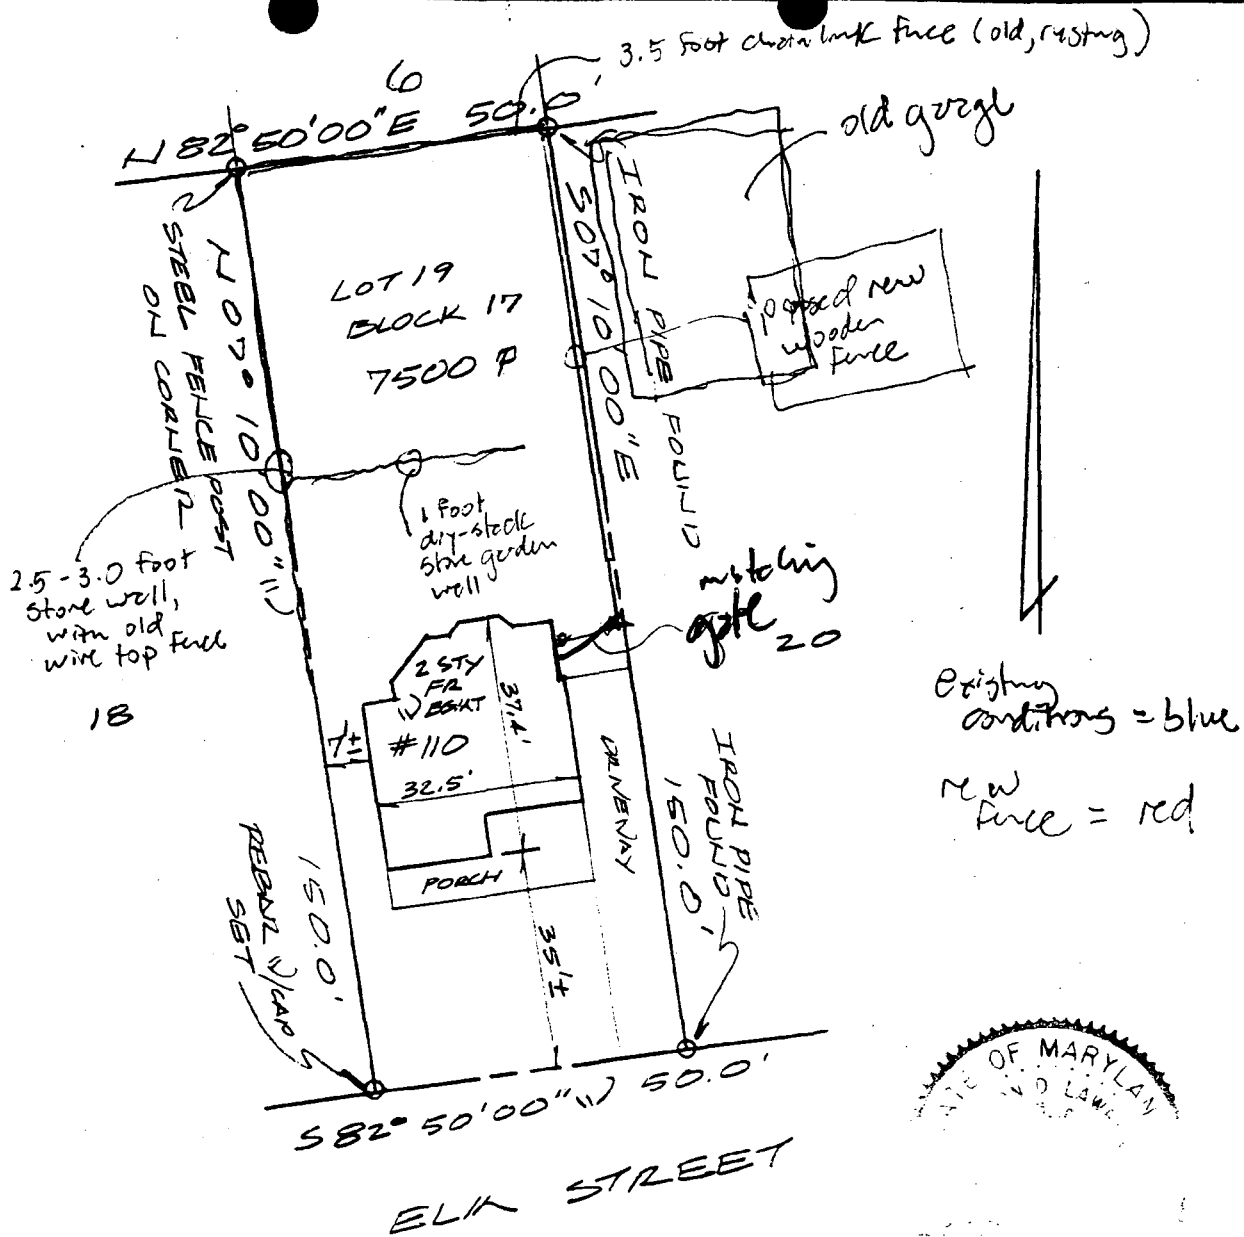 3.5 foot chain link fence (old, rusting)
6
N 82° 50' 00" E 50.0'
old garge
IRON PIPE FOUND
S 07° 10' 00" E
STEEL FENCE POST
ON CORNER
N 07° 10' 00" W
LOT 19
BLOCK 17
7500
new
wooden
fence
1 foot
dry-stack
stone garden
wall
2.5 - 3.0 foot
stone wall,
with old
wire top fence
18
matching
gate
20
2 STY
FR
W BSMT
#110
37.4'
7'±
32.5'
PORCH
DRIVEWAY
35'±
IRON PIPE
FOUND
150.0'
REBAR W/CAP
SET
150.0'
existing
conditions = blue
new
fence = red
S 82° 50' 00" W 50.0'
ELM STREET
OF MARYLAN